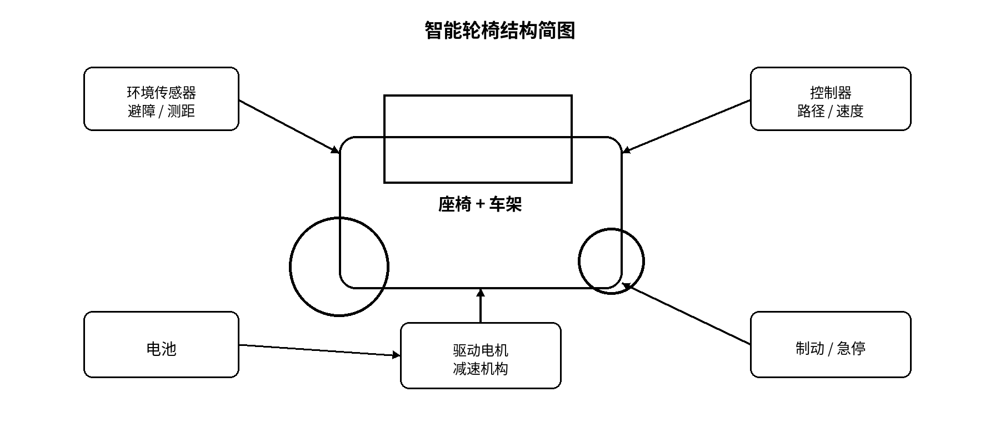 智能轮椅结构简图
环境传感器
避障 / 测距
控制器
路径 / 速度
座椅 + 车架
电池
驱动电机
减速机构
制动 / 急停